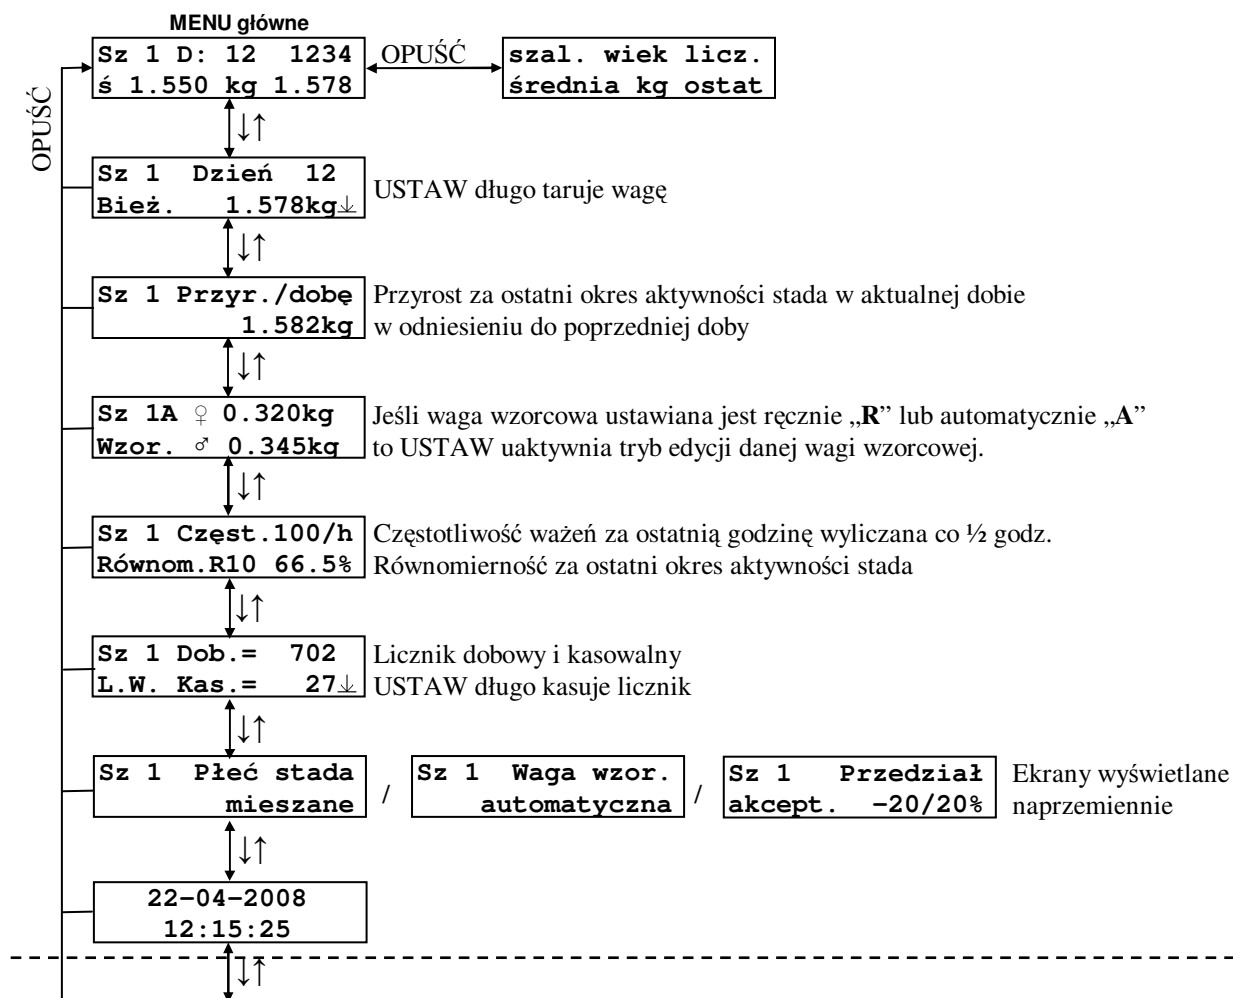 MENU główne
Sz 1 D: 12 1234
ś 1.550 kg 1.578
OPUŚĆ
szal. wiek licz.
średnia kg ostat
OPUŚĆ
↓↑
Sz 1 Dzień 12
Bież. 1.578kg↓
USTAW długo taruje wagę
↓↑
Sz 1 Przyr./dobę
1.582kg
Przyrost za ostatni okres aktywności stada w aktualnej dobie
w odniesieniu do poprzedniej doby
↓↑
Sz 1A ♀ 0.320kg
Wzor. ♂ 0.345kg
Jeśli waga wzorcowa ustawiana jest ręcznie „R” lub automatycznie „A”
to USTAW uaktywnia tryb edycji danej wagi wzorcowej.
↓↑
Sz 1 Częst.100/h
Równom.R10 66.5%
Częstotliwość ważeń za ostatnią godzinę wyliczana co ½ godz.
Równomierność za ostatni okres aktywności stada
↓↑
Sz 1 Dob.= 702
L.W. Kas.= 27↓
Licznik dobowy i kasowalny
USTAW długo kasuje licznik
↓↑
Sz 1 Płeć stada
mieszane
/
Sz 1 Waga wzor.
automatyczna
/
Sz 1 Przedział
akcept. -20/20%
Ekrany wyświetlane
naprzemiennie
↓↑
22-04-2008
12:15:25
↓↑